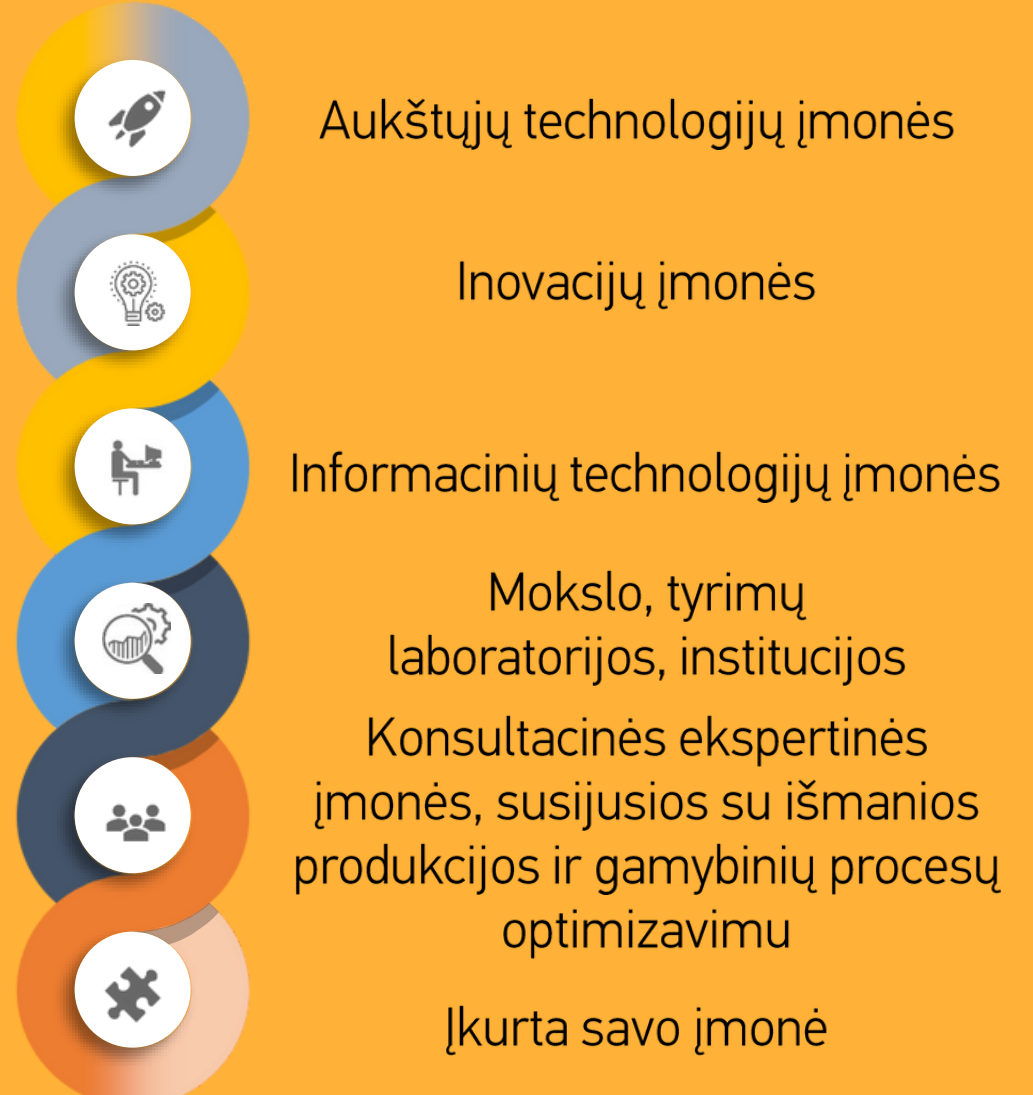 Aukštųjų technologijų įmonės
Inovacijų įmonės
Informacinių technologijų įmonės
Mokslo, tyrimų
laboratorijos, institucijos
Konsultacinės ekspertinės
įmonės, susijusios su išmanios
produkcijos ir gamybinių procesų
optimizavimu
Įkurta savo įmonė